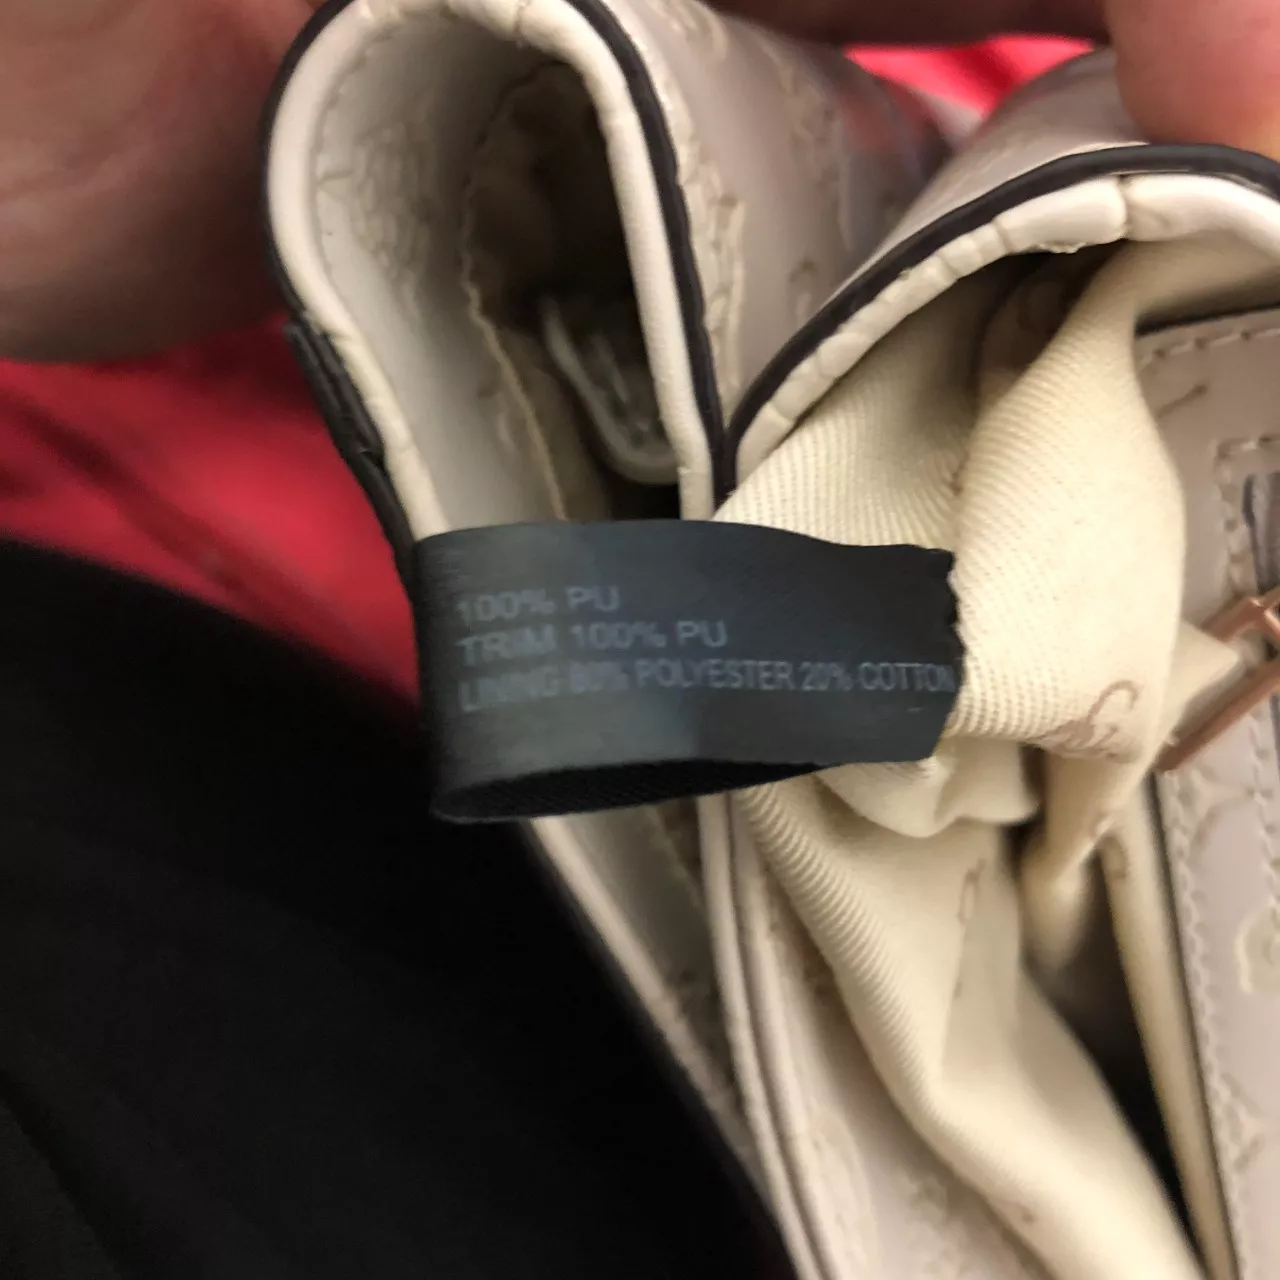 100% PU
TRIM 100% PU
LINING 80% POLYESTER 20% COTTON